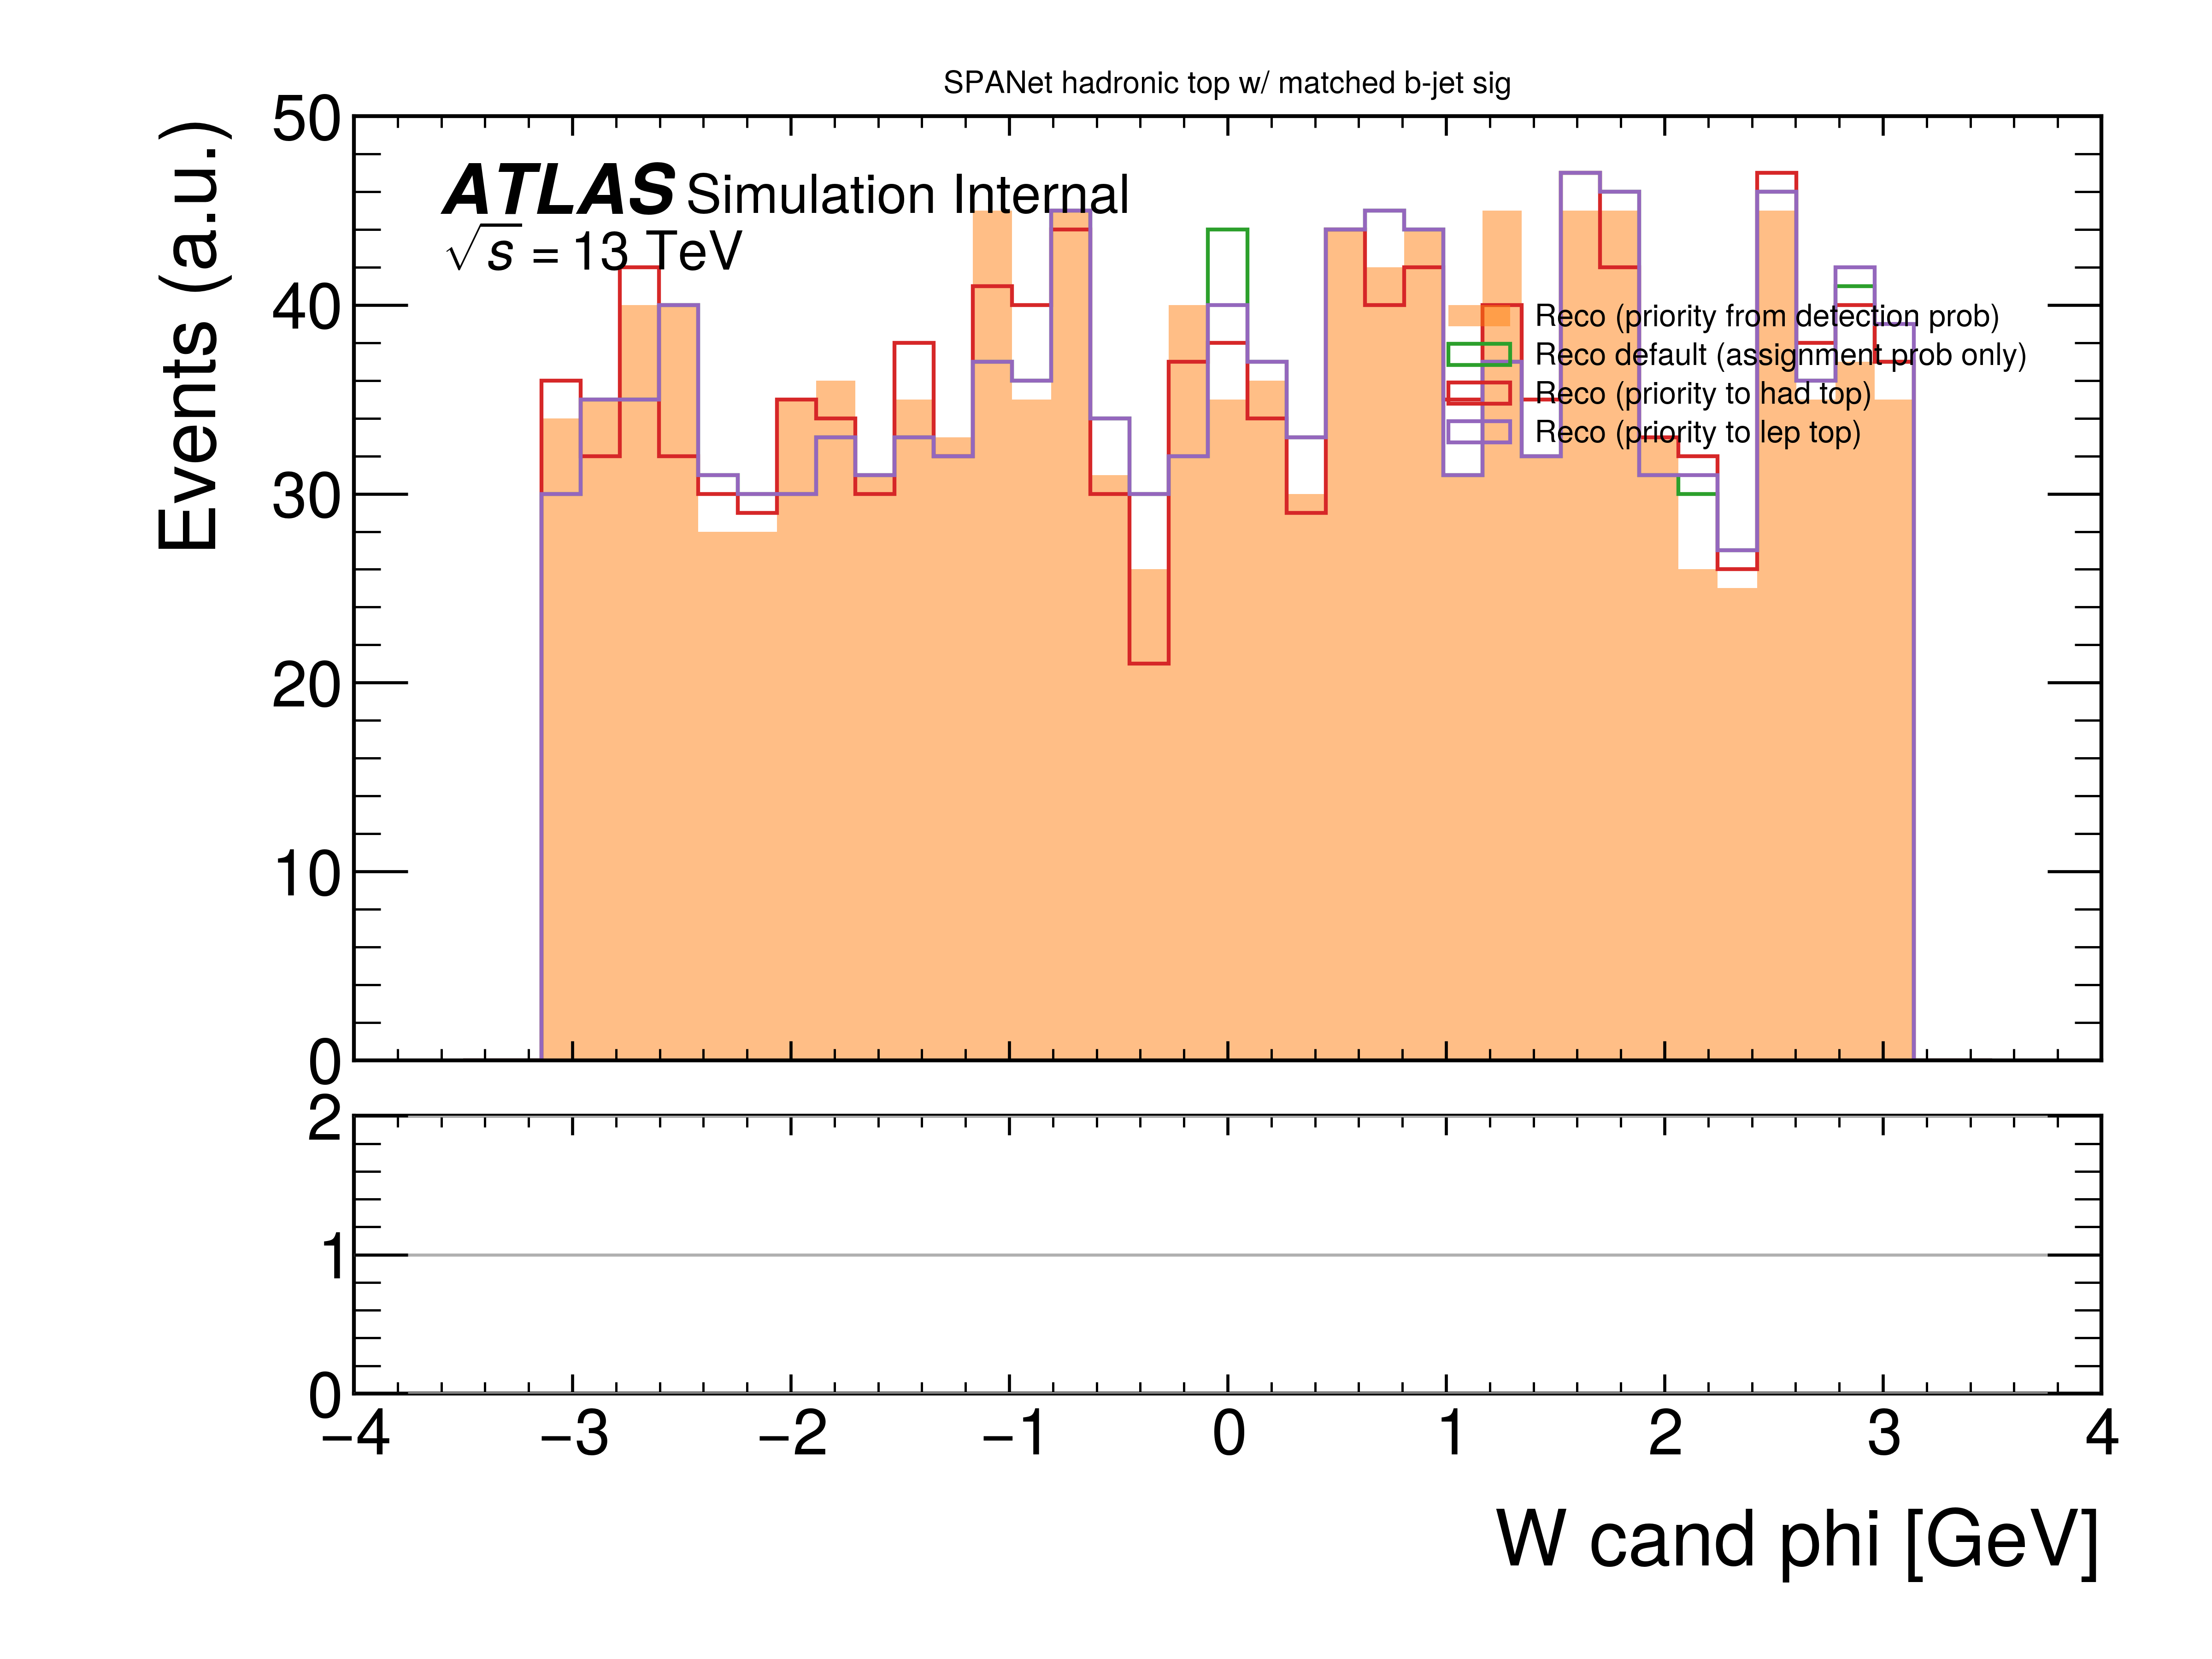 SPANet hadronic top w/ matched b-jet sig
Events (a.u.)
50
40
30
20
10
0
ATLAS Simulation Internal
√s = 13 TeV
Reco (priority from detection prob)
Reco default (assignment prob only)
Reco (priority to had top)
Reco (priority to lep top)
2
1
0
−4 −3 −2 −1 0 1 2 3 4
W cand phi [GeV]